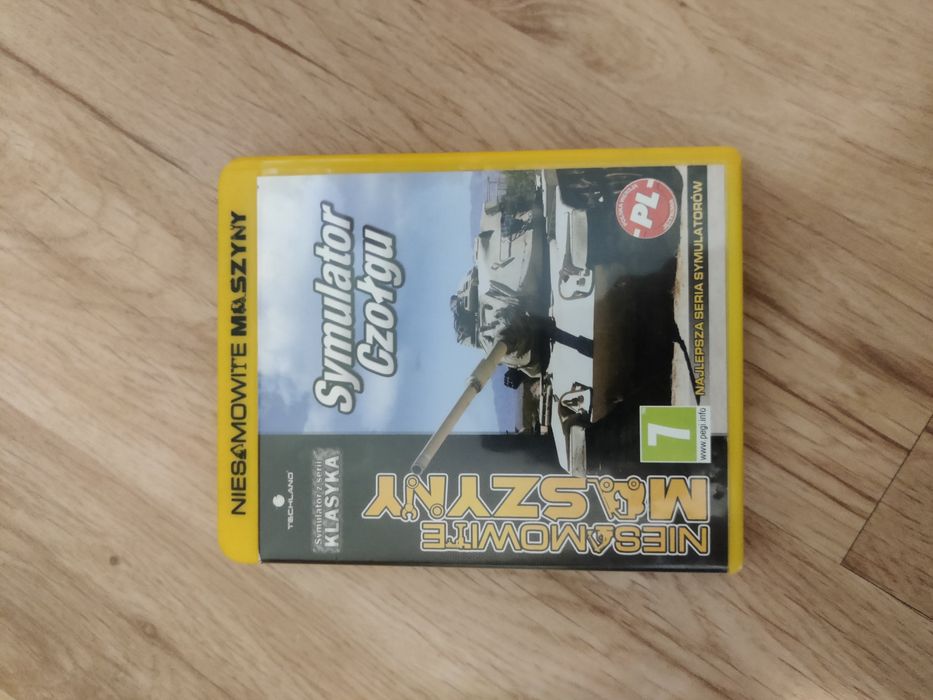 NIESAMOWITE MASZYNY
TECHLAND
Symulator z serii
KLASYKA
Symulator
Czołgu
NIESAMOWITE
MASZYNY
7
www.pegi.info
PL
NAJLEPSZA SERIA SYMULATORÓW